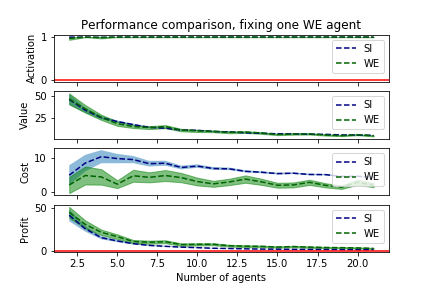 Performance comparison, fixing one WE agent
Activation
1
0
SI
WE
Value
50
25
SI
WE
Cost
10
0
SI
WE
Profit
50
0
SI
WE
2.5 5.0 7.5 10.0 12.5 15.0 17.5 20.0
Number of agents